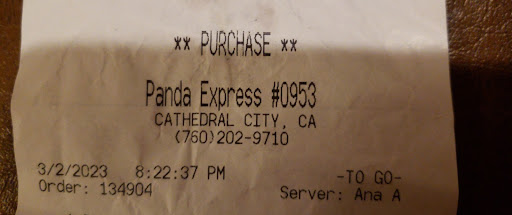 ** PURCHASE **
Panda Express #0953
CATHEDRAL CITY, CA
(760)202-9710
3/2/2023 8:22:37 PM -TO GO-
Order: 134904 Server: Ana A